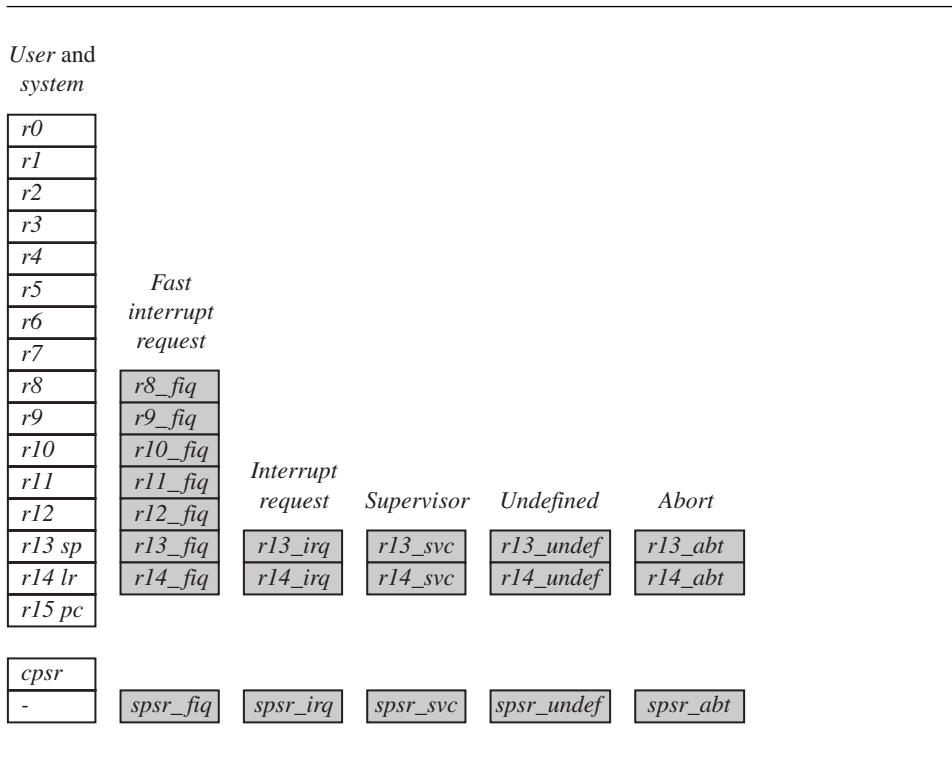 User and
system
r0
r1
r2
r3
r4
r5
r6
r7
r8
r9
r10
r11
r12
r13 sp
r14 lr
r15 pc
cpsr
-
Fast
interrupt
request
r8_fiq
r9_fiq
r10_fiq
r11_fiq
r12_fiq
r13_fiq
r14_fiq
spsr_fiq
Interrupt
request
r13_irq
r14_irq
spsr_irq
Supervisor
r13_svc
r14_svc
spsr_svc
Undefined
r13_undef
r14_undef
spsr_undef
Abort
r13_abt
r14_abt
spsr_abt